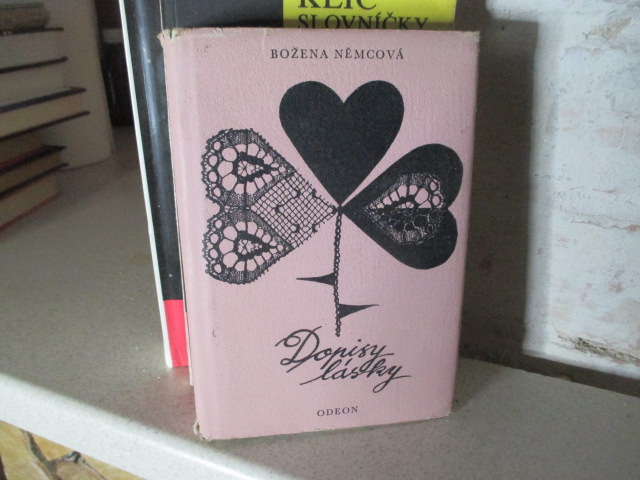 KLÍČ
SLOVNÍČKY
BOŽENA NĚMCOVÁ
Dopisy
lásky
ODEON